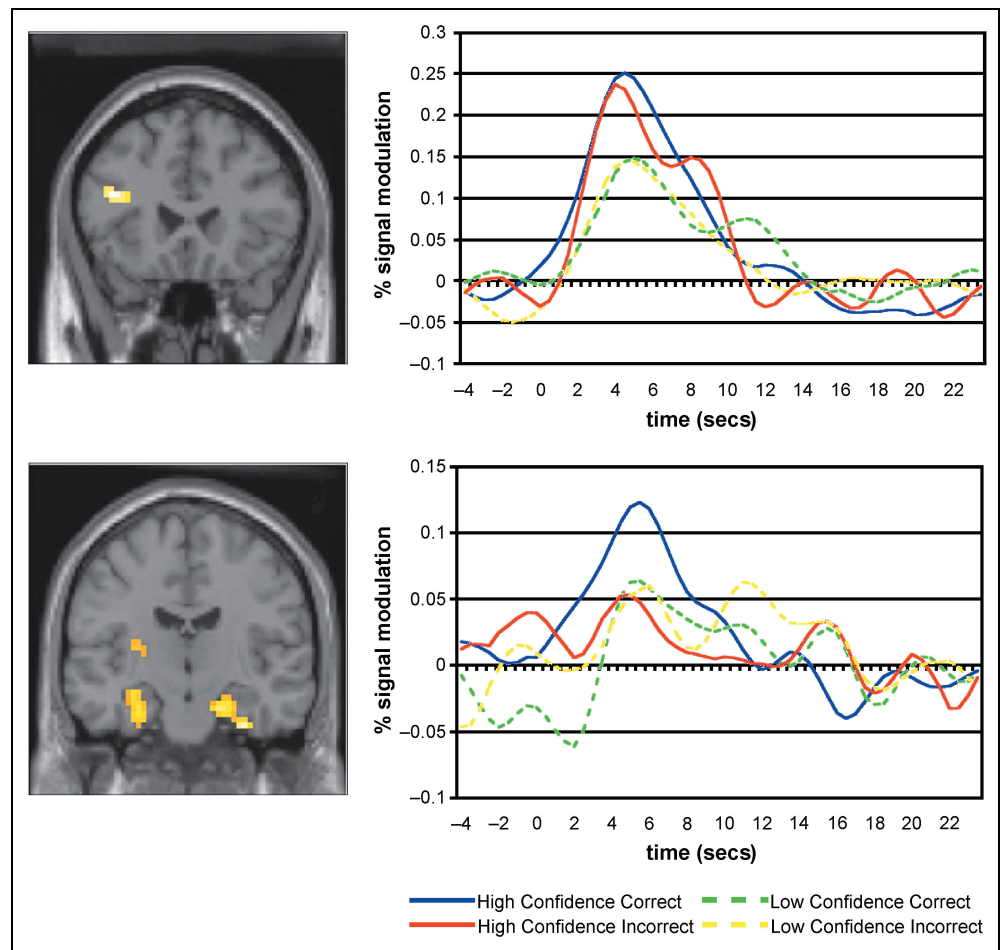 0.3
0.25
0.2
0.15
0.1
0.05
0
–0.05
–0.1
% signal modulation
–4 –2 0 2 4 6 8 10 12 14 16 18 20 22
time (secs)
0.15
0.1
0.05
0
–0.05
–0.1
% signal modulation
–4 –2 0 2 4 6 8 10 12 14 16 18 20 22
time (secs)
High Confidence Correct Low Confidence Correct
High Confidence Incorrect Low Confidence Incorrect